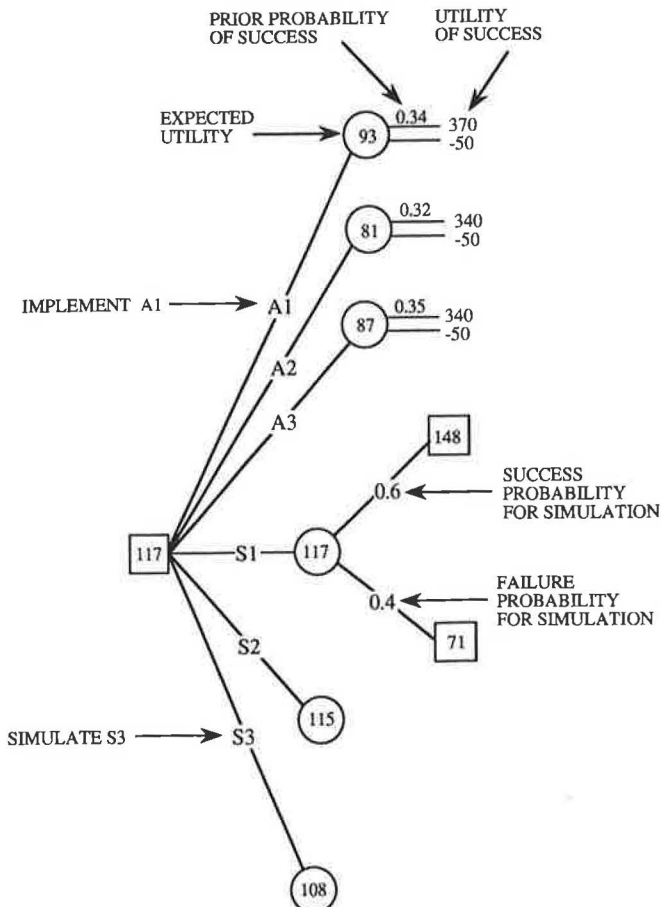 PRIOR PROBABILITY
OF SUCCESS
UTILITY
OF SUCCESS
EXPECTED
UTILITY
93
0.34
370
-50
81
0.32
340
-50
IMPLEMENT A1
A1
87
0.35
340
-50
A2
A3
148
0.6
SUCCESS
PROBABILITY
FOR SIMULATION
117
S1
117
0.4
FAILURE
PROBABILITY
FOR SIMULATION
71
S2
115
SIMULATE S3
S3
108